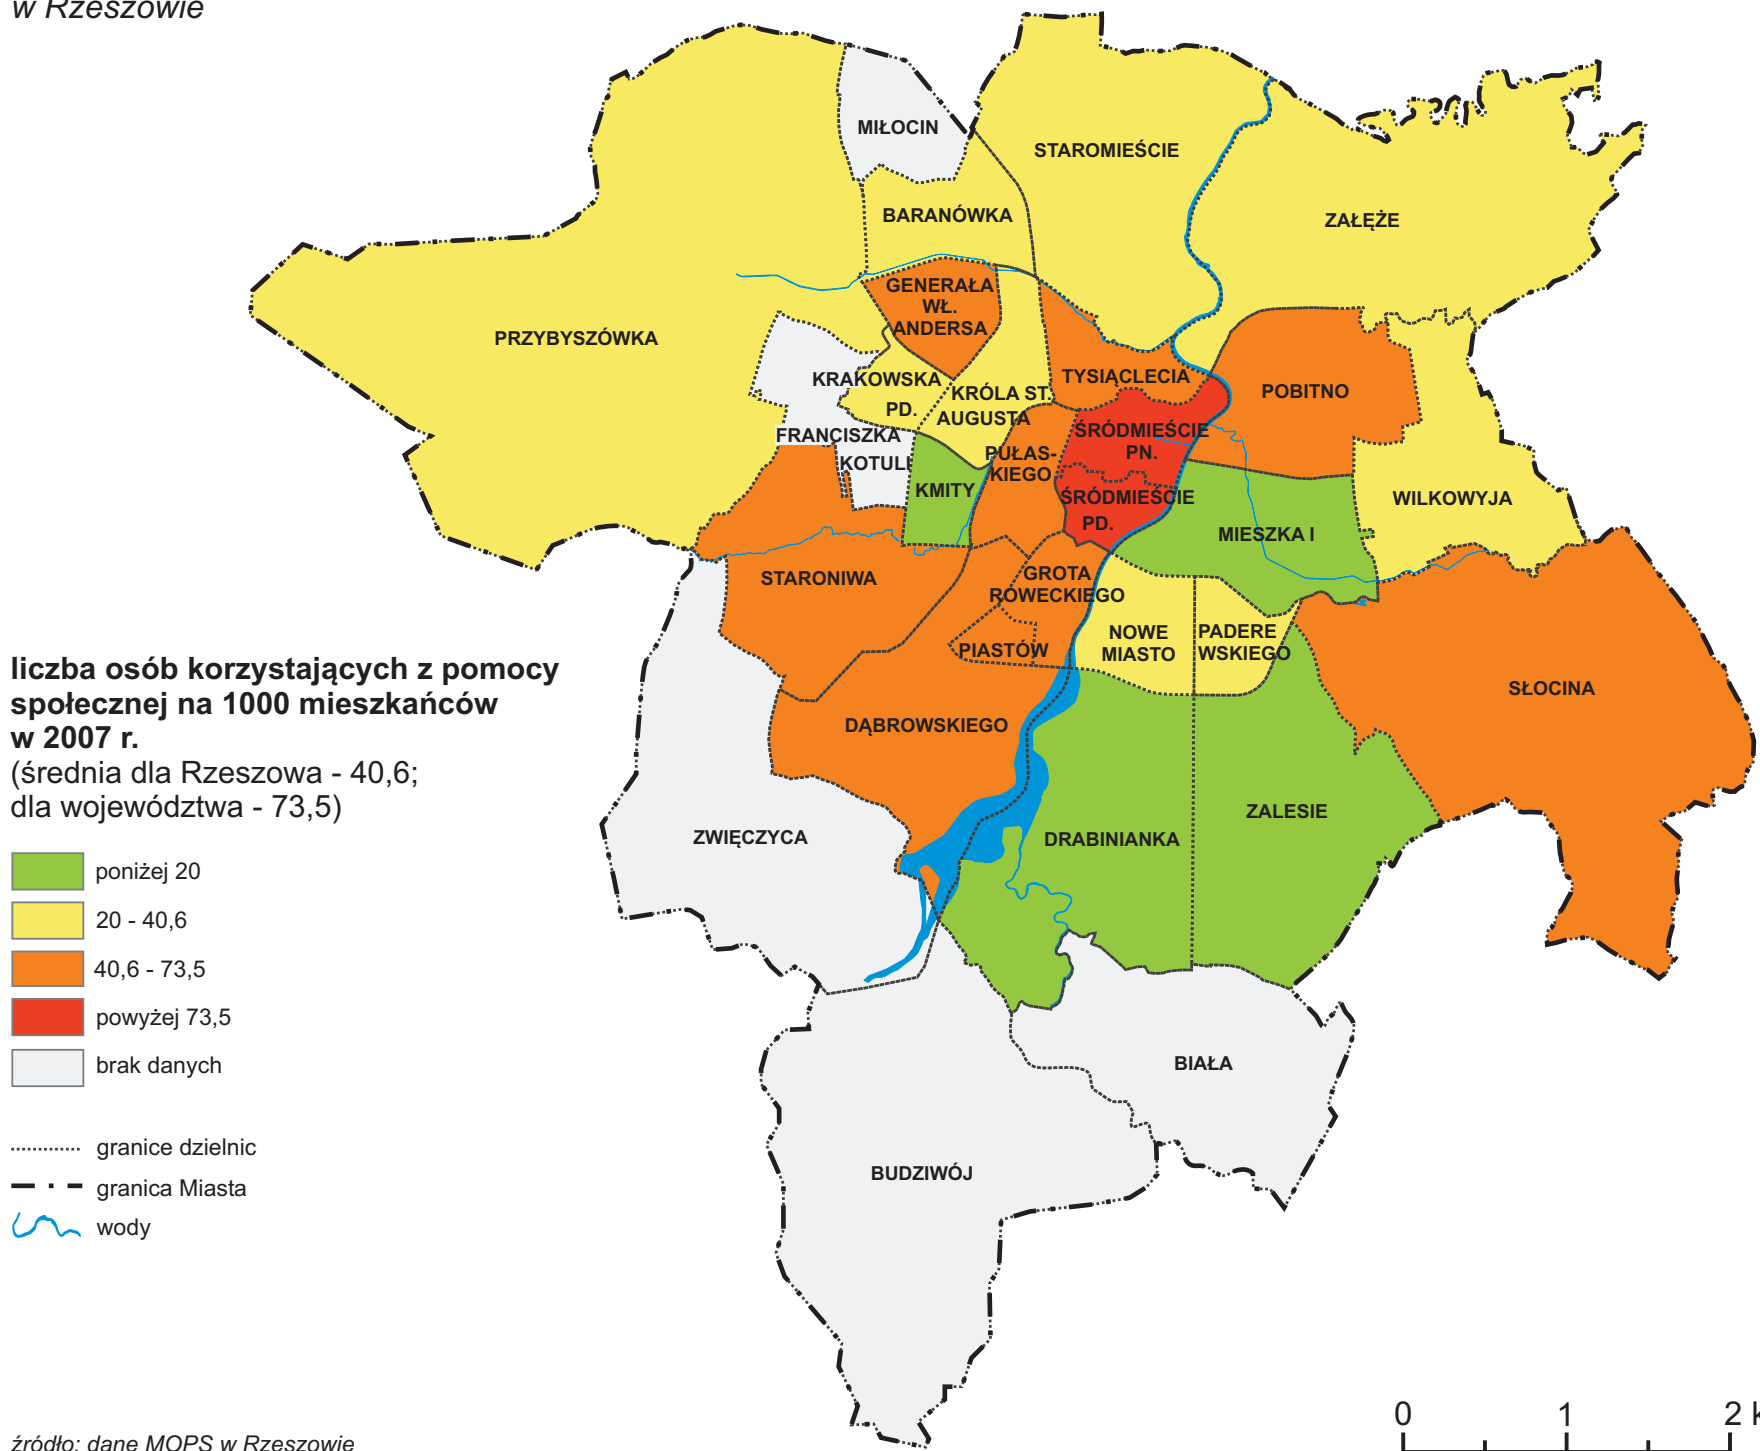 w Rzeszowie
MIŁOCIN
STAROMIEŚCIE
BARANÓWKA
ZAŁĘŻE
GENERAŁA
WŁ.
ANDERSA
PRZYBYSZÓWKA
KRAKOWSKA
PD.
KRÓLA ST.
AUGUSTA
TYSIĄCLECIA
POBITNO
FRANCISZKA
KOTULI
PUŁAS-
KIEGO
ŚRÓDMIEŚCIE
PN.
KMITY
ŚRÓDMIEŚCIE
PD.
WILKOWYJA
MIESZKA I
STARONIWA
GROTA
ROWECKIEGO
NOWE
MIASTO
PADERE
WSKIEGO
PIASTÓW
SŁOCINA
DĄBROWSKIEGO
ZWIĘCZYCA
DRABINIANKA
ZALESIE
BIAŁA
BUDZIWÓJ
liczba osób korzystających z pomocy
społecznej na 1000 mieszkańców
w 2007 r.
(średnia dla Rzeszowa - 40,6;
dla województwa - 73,5)
poniżej 20
20 - 40,6
40,6 - 73,5
powyżej 73,5
brak danych
granice dzielnic
granica Miasta
wody
0 1 2 k
źródło: dane MOPS w Rzeszowie